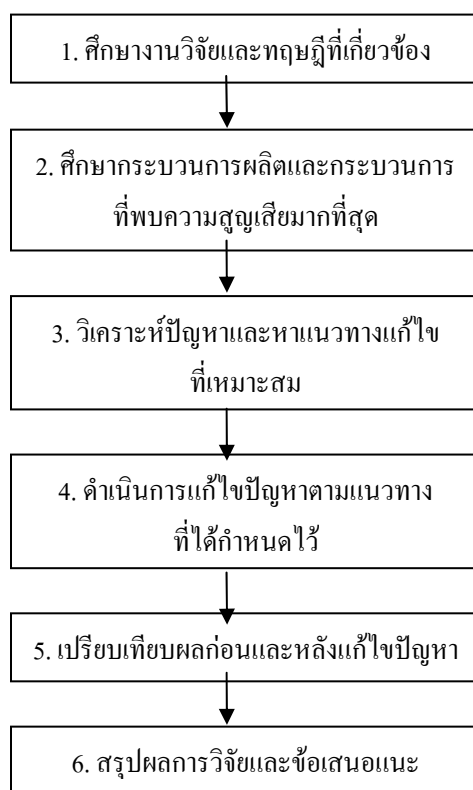 1. ศึกษางานวิจัยและทฤษฎีที่เกี่ยวข้อง
2. ศึกษากระบวนการผลิตและกระบวนการ
ที่พบความสูญเสียมากที่สุด
3. วิเคราะห์ปัญหาและหาแนวทางแก้ไข
ที่เหมาะสม
4. ดำเนินการแก้ไขปัญหาตามแนวทาง
ที่ได้กำหนดไว้
5. เปรียบเทียบผลก่อนและหลังแก้ไขปัญหา
6. สรุปผลการวิจัยและข้อเสนอแนะ